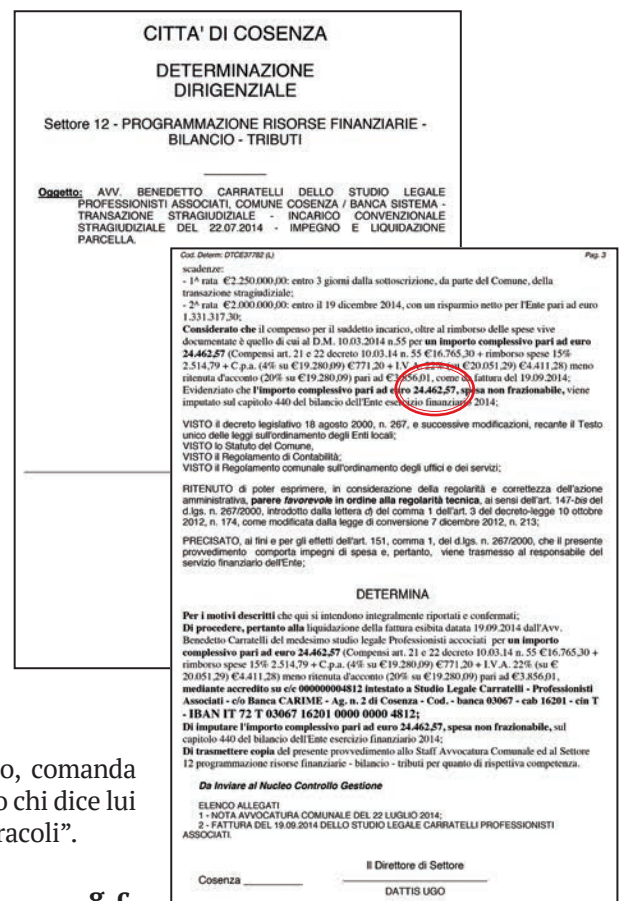 CITTA' DI COSENZA
DETERMINAZIONE
DIRIGENZIALE
Settore 12 - PROGRAMMAZIONE RISORSE FINANZIARIE -
BILANCIO - TRIBUTI
Oggetto: AVV. BENEDETTO CARRATELLI DELLO STUDIO LEGALE
PROFESSIONISTI ASSOCIATI, COMUNE COSENZA / BANCA SISTEMA -
TRANSAZIONE STRAGIUDIZIALE - INCARICO CONVENZIONALE
STRAGIUDIZIALE DEL 22.07.2014 - IMPEGNO E LIQUIDAZIONE
PARCELLA.
Cod. Determ: DTCE37782 (L) Pag. 3
scadenze:
- 1^ rata €2.250.000,00: entro 3 giorni dalla sottoscrizione, da parte del Comune, della
transazione stragiudiziale;
- 2^ rata €2.000.000,00: entro il 19 dicembre 2014, con un risparmio netto per l'Ente pari ad euro
1.331.317,30;
Considerato che il compenso per il suddetto incarico, oltre al rimborso delle spese vive
documentate è quello di cui al D.M. 10.03.2014 n.55 per un importo complessivo pari ad euro
24.462,57 (Compensi art. 21 e 22 decreto 10.03.14 n. 55 €16.765,30 + rimborso spese 15%
2.514,79 + C.p.a. (4% su €19.280,09) €771,20 + I.V.A. 22% (su €20.051,29) €4.411,28) meno
ritenuta d'acconto (20% su €19.280,09) pari ad €3.856,01, come da fattura del 19.09.2014;
Evidenziato che l'importo complessivo pari ad euro 24.462,57, spesa non frazionabile, viene
imputato sul capitolo 440 del bilancio dell'Ente esercizio finanziario 2014;
VISTO il decreto legislativo 18 agosto 2000, n. 267, e successive modificazioni, recante il Testo
unico delle leggi sull'ordinamento degli Enti locali;
VISTO lo Statuto del Comune,
VISTO il Regolamento di Contabilità;
VISTO il Regolamento comunale sull'ordinamento degli uffici e dei servizi;
RITENUTO di poter esprimere, in considerazione della regolarità e correttezza dell'azione
amministrativa, parere favorevole in ordine alla regolarità tecnica, ai sensi dell'art. 147-bis del
d.lgs. n. 267/2000, introdotto dalla lettera d) del comma 1 dell'art. 3 del decreto-legge 10 ottobre
2012, n. 174, come modificata dalla legge di conversione 7 dicembre 2012, n. 213;
PRECISATO, ai fini e per gli effetti dell'art. 151, comma 1, del d.lgs. n. 267/2000, che il presente
provvedimento comporta impegni di spesa e, pertanto, viene trasmesso al responsabile del
servizio finanziario dell'Ente;
DETERMINA
Per i motivi descritti che qui si intendono integralmente riportati e confermati;
Di procedere, pertanto alla liquidazione della fattura esibita datata 19.09.2014 dall'Avv.
Benedetto Carratelli del medesimo studio legale Professionisti accociati per un importo
complessivo pari ad euro 24.462,57 (Compensi art. 21 e 22 decreto 10.03.14 n. 55 €16.765,30 +
rimborso spese 15% 2.514,79 + C.p.a. (4% su €19.280,09) €771,20 + I.V.A. 22% (su €
20.051,29) €4.411,28) meno ritenuta d'acconto (20% su €19.280,09) pari ad €3.856,01,
mediante accredito su c/c 000000004812 intestato a Studio Legale Carratelli - Professionisti
Associati - c/o Banca CARIME - Ag. n. 2 di Cosenza - Cod. - banca 03067 - cab 16201 - cin T
- IBAN IT 72 T 03067 16201 0000 0000 4812;
Di imputare l'importo complessivo pari ad euro 24.462,57, spesa non frazionabile, sul
capitolo 440 del bilancio dell'Ente esercizio finanziario 2014;
Di trasmettere copia del presente provvedimento allo Staff Avvocatura Comunale ed al Settore
12 programmazione risorse finanziarie - bilancio - tributi per quanto di rispettiva competenza.
Da Inviare al Nucleo Controllo Gestione
ELENCO ALLEGATI
1 - NOTA AVVOCATURA COMUNALE DEL 22 LUGLIO 2014;
2 - FATTURA DEL 19.09.2014 DELLO STUDIO LEGALE CARRATELLI PROFESSIONISTI
ASSOCIATI.
Il Direttore di Settore
Cosenza
DATTIS UGO
o, comanda
o chi dice lui
racoli".
g. c.